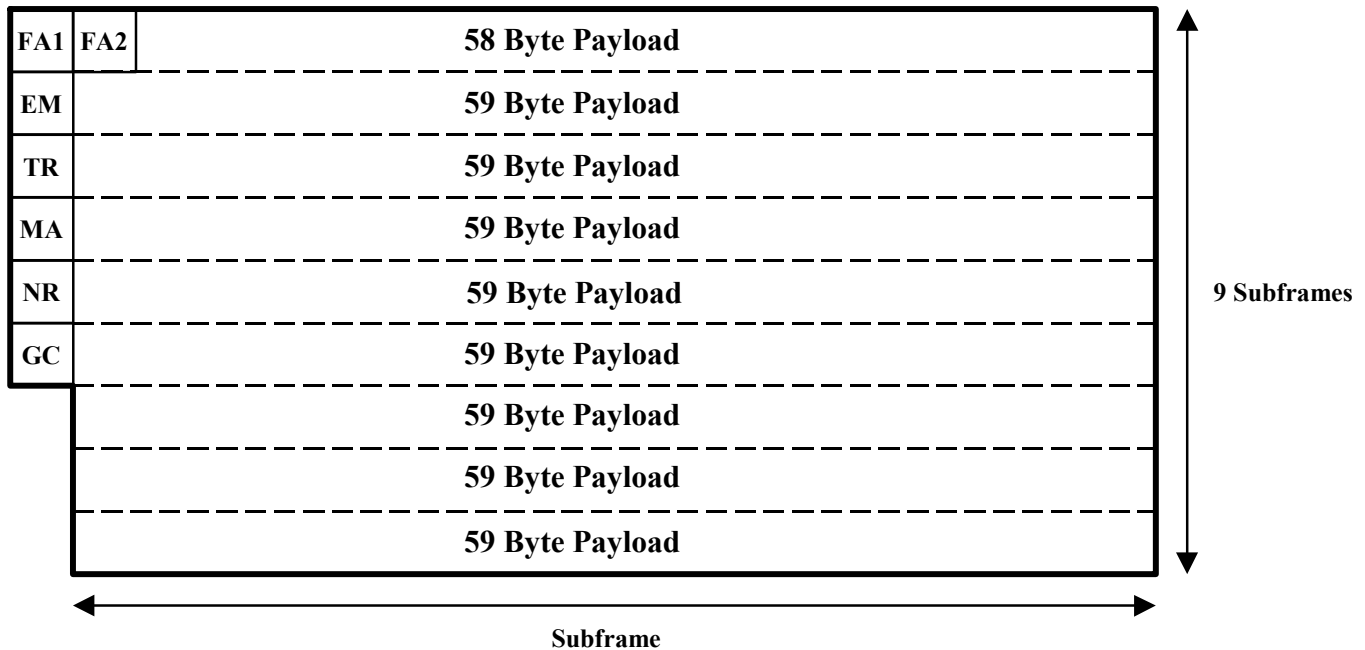 FA1 FA2 58 Byte Payload
EM 59 Byte Payload
TR 59 Byte Payload
MA 59 Byte Payload
NR 59 Byte Payload
9 Subframes
GC 59 Byte Payload
59 Byte Payload
59 Byte Payload
59 Byte Payload
Subframe